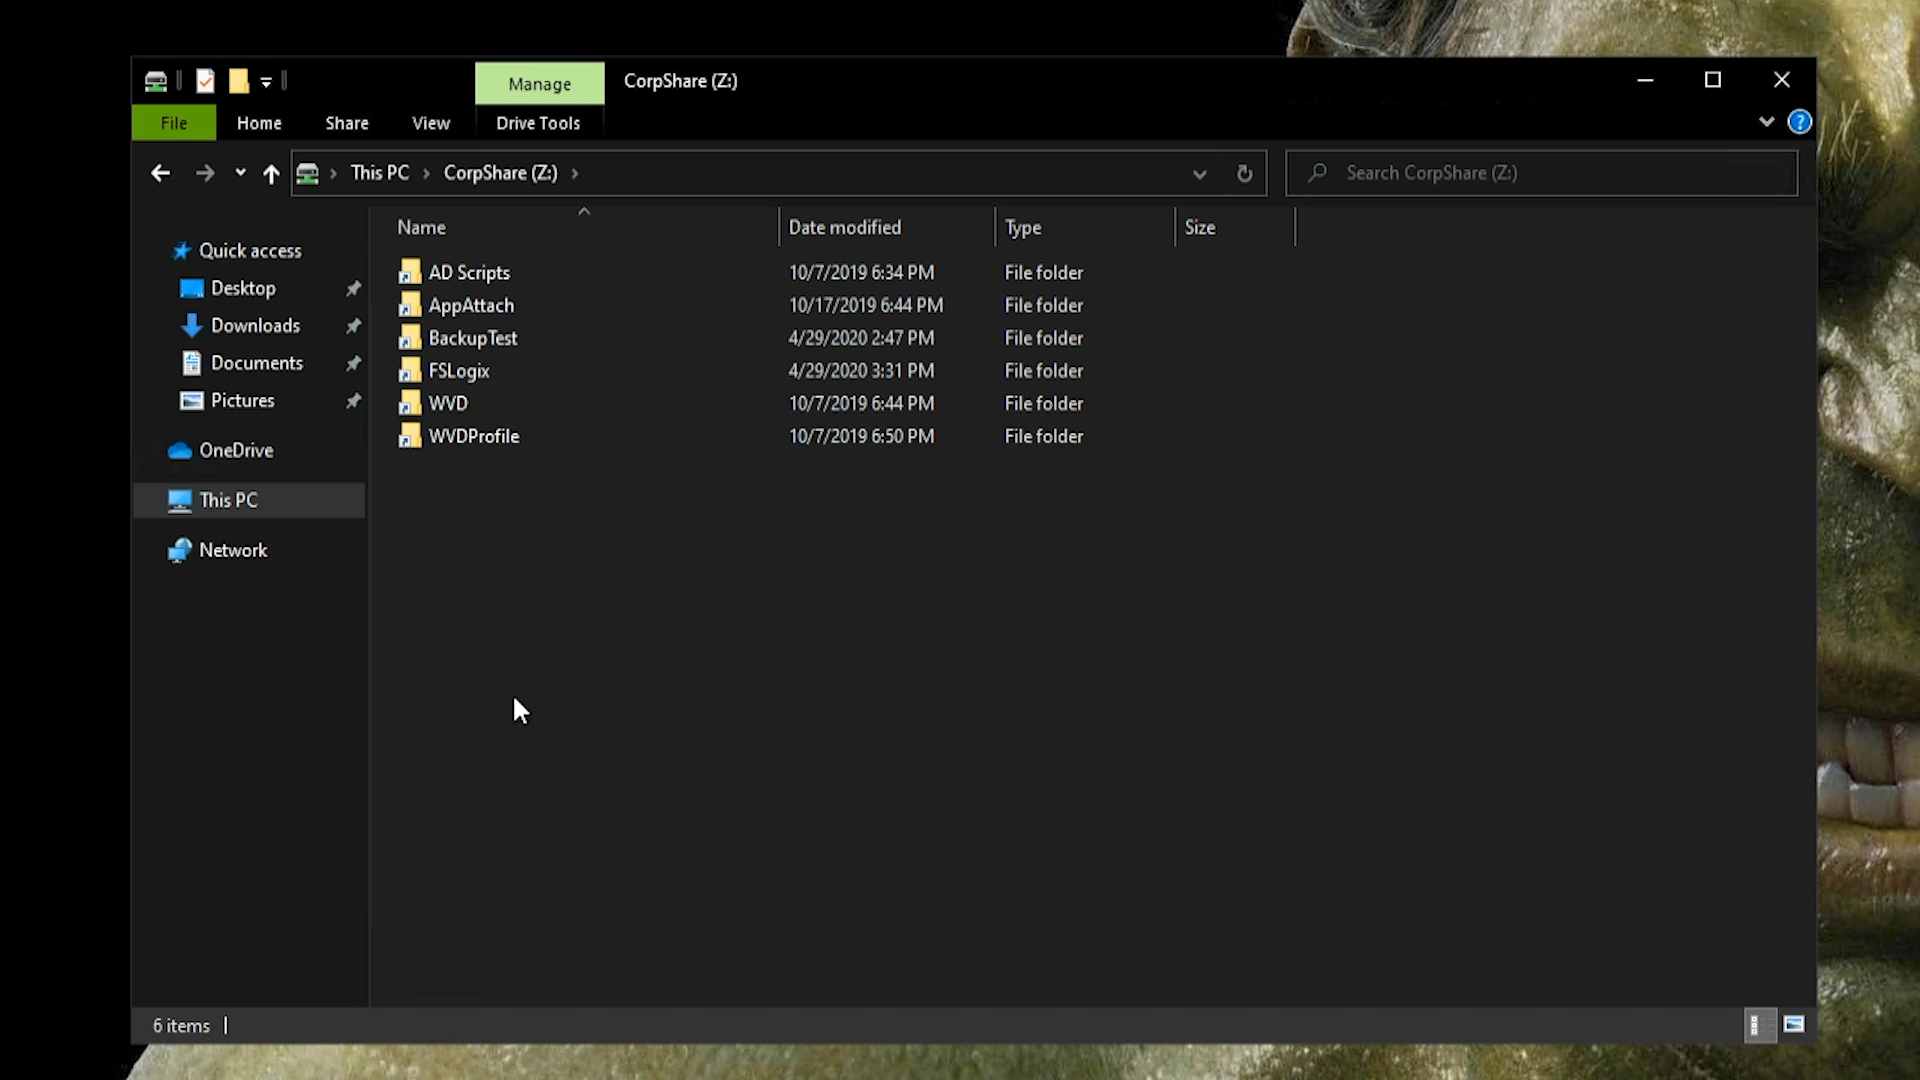 Manage
CorpShare (Z:)
File
Home
Share
View
Drive Tools
?
This PC
CorpShare (Z:)
Search CorpShare (Z:)
Name
Date modified
Type
Size
Quick access
Desktop
Downloads
Documents
Pictures
OneDrive
This PC
Network
AD Scripts 10/7/2019 6:34 PM File folder
AppAttach 10/17/2019 6:44 PM File folder
BackupTest 4/29/2020 2:47 PM File folder
FSLogix 4/29/2020 3:31 PM File folder
WVD 10/7/2019 6:44 PM File folder
WVDProfile 10/7/2019 6:50 PM File folder
6 items